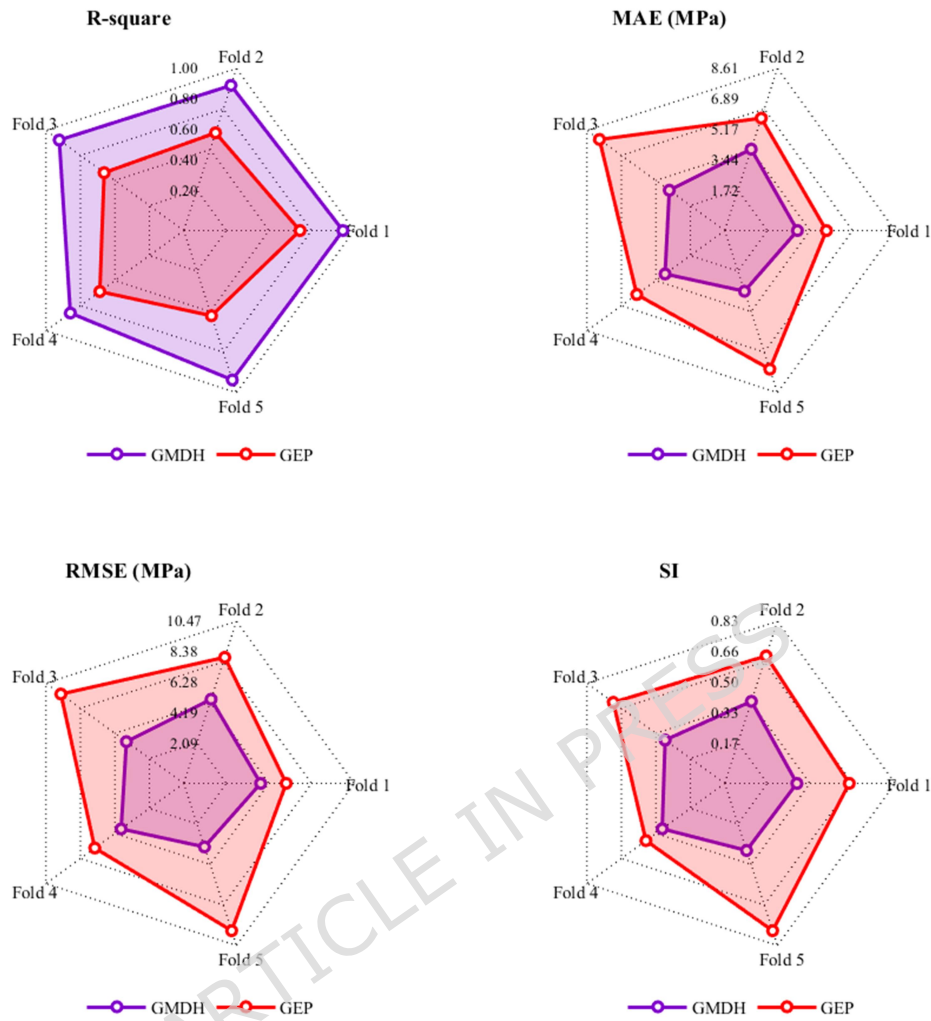 R-square
Fold 2
1.00
0.80
0.60
0.40
0.20
Fold 3
Fold 1
Fold 4
Fold 5
GMDH GEP
MAE (MPa)
Fold 2
8.61
6.89
5.17
3.44
1.72
Fold 3
Fold 1
Fold 4
Fold 5
GMDH GEP
RMSE (MPa)
Fold 2
10.47
8.38
6.28
4.19
2.09
Fold 3
Fold 1
Fold 4
Fold 5
GMDH GEP
SI
Fold 2
0.83
0.66
0.50
0.33
0.17
Fold 3
Fold 1
Fold 4
Fold 5
GMDH GEP
ARTICLE IN PRESS